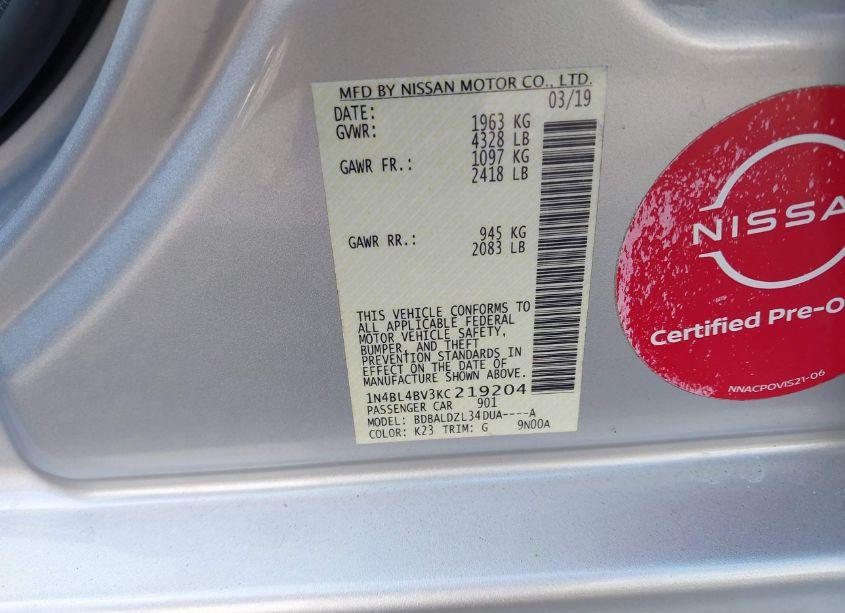 MFD BY NISSAN MOTOR CO., LTD.
DATE: 03/19
GVWR: 1963 KG
4328 LB
GAWR FR.: 1097 KG
2418 LB
GAWR RR.: 945 KG
2083 LB
THIS VEHICLE CONFORMS TO
ALL APPLICABLE FEDERAL
MOTOR VEHICLE SAFETY,
BUMPER, AND THEFT
PREVENTION STANDARDS IN
EFFECT ON THE DATE OF
MANUFACTURE SHOWN ABOVE.
1N4BL4BV3KC219204
PASSENGER CAR 901
MODEL: BDBALDZL34DUA----A
COLOR: K23 TRIM: G 9N00A
NISSA
Certified Pre-O
NNACPOVIS21-06